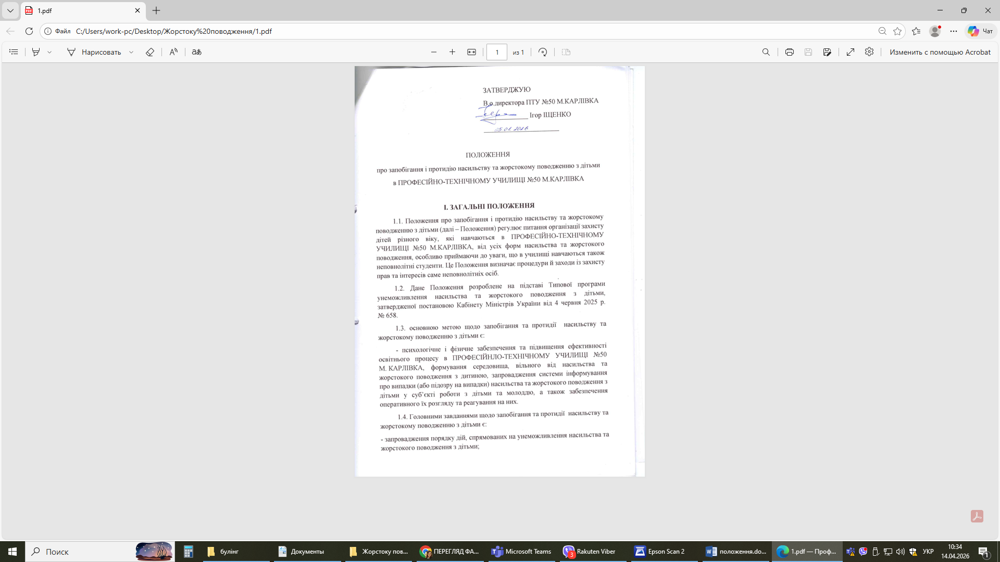 1.pdf
Файл
C:/Users/work-pc/Desktop/Жорстоку%20поводження/1.pdf
Чат
Нарисовать
1
из 1
Изменить с помощью Acrobat
ЗАТВЕРДЖУЮ
В.о.директора ПТУ №50 М.КАРЛІВКА
Ігор ІЩЕНКО
05.01.2026
ПОЛОЖЕННЯ
про запобігання і протидію насильству та жорстокому поводженню з дітьми
в ПРОФЕСІЙНО-ТЕХНІЧНОМУ УЧИЛИЩІ №50 М.КАРЛІВКА
І. ЗАГАЛЬНІ ПОЛОЖЕННЯ
1.1. Положення про запобігання і протидію насильству та жорстокому
поводженню з дітьми (далі – Положення) регулює питання організації захисту
дітей різного віку, які навчаються в ПРОФЕСІЙНО-ТЕХНІЧНОМУ
УЧИЛИЩІ №50 М.КАРЛІВКА, від усіх форм насильства та жорстокого
поводження, особливо приймаючи до уваги, що в училищі навчаються також
неповнолітні студенти. Це Положення визначає процедури й заходи із захисту
прав та інтересів саме неповнолітніх осіб.
1.2. Дане Положення розроблене на підставі Типової програми
унеможливлення насильства та жорстокого поводження з дітьми,
затвердженої постановою Кабінету Міністрів України від 4 червня 2025 р.
№ 658.
1.3. основною метою щодо запобігання та протидії насильству та
жорстокому поводженню з дітьми є:
- психологічне і фізичне забезпечення та підвищення ефективності
освітнього процесу в ПРОФЕСІЙНЛО-ТЕХНІЧНОМУ УЧИЛИЩІ №50
М. КАРЛІВКА, формування середовища, вільного від насильства та
жорстокого поводження з дитиною, запровадження системи інформування
про випадки (або підозру на випадки) насильства та жорстокого поводження з
дітьми у суб'єкті роботи з дітьми та молоддю, а також забезпечення
оперативного їх розгляду та реагування на них.
1.4. Головними завданнями щодо запобігання та протидії насильству та
жорстокому поводженню з дітьми є:
- запровадження порядку дій, спрямованих на унеможливлення насильства та
жорстокого поводження з дітьми;
Поиск
булінг
Документы
Жорстоку пов...
ПЕРЕГЛЯД ФА...
Microsoft Teams
3
Rakuten Viber
Epson Scan 2
положення.do...
1.pdf — Проф...
УКР
10:34
14.04.2026
1